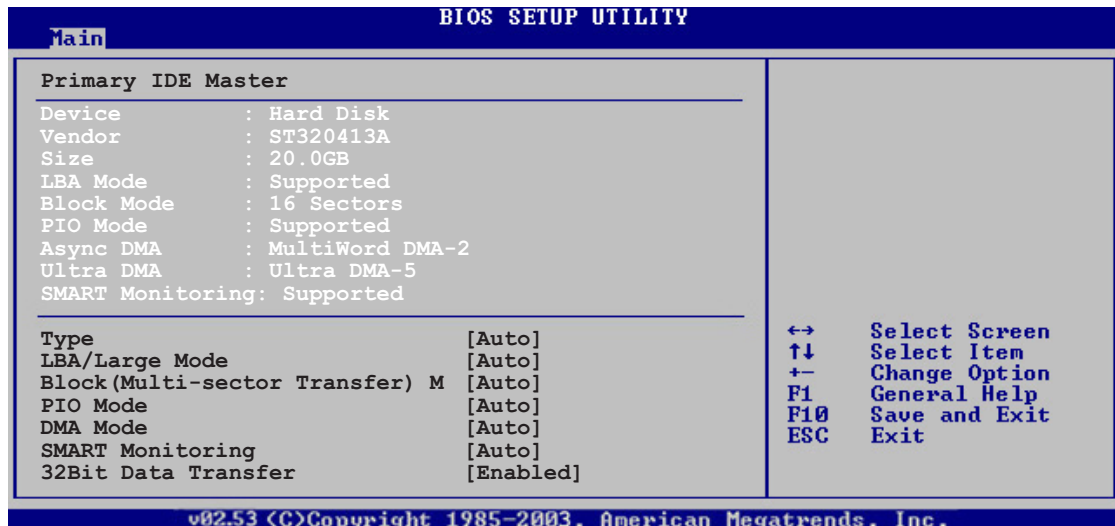 BIOS SETUP UTILITY
Main
Primary IDE Master
Device : Hard Disk
Vendor : ST320413A
Size : 20.0GB
LBA Mode : Supported
Block Mode : 16 Sectors
PIO Mode : Supported
Async DMA : MultiWord DMA-2
Ultra DMA : Ultra DMA-5
SMART Monitoring: Supported
Type [Auto]
LBA/Large Mode [Auto]
Block(Multi-sector Transfer) M [Auto]
PIO Mode [Auto]
DMA Mode [Auto]
SMART Monitoring [Auto]
32Bit Data Transfer [Enabled]
←→ Select Screen
↑↓ Select Item
+- Change Option
F1 General Help
F10 Save and Exit
ESC Exit
v02.53 (C)Copyright 1985-2003, American Megatrends, Inc.